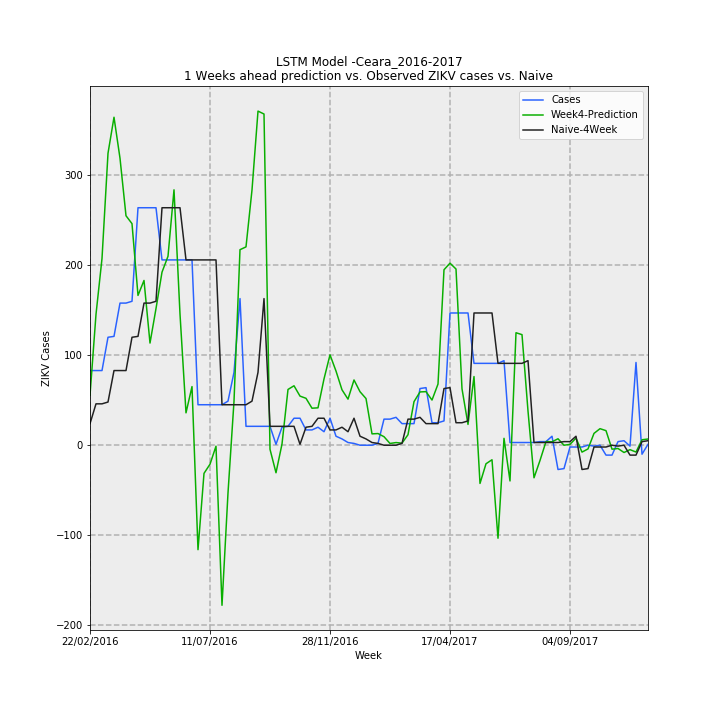 LSTM Model -Ceara_2016-2017
1 Weeks ahead prediction vs. Observed ZIKV cases vs. Naive
Cases
Week4-Prediction
Naive-4Week
ZIKV Cases
300
200
100
0
−100
−200
22/02/2016
11/07/2016
28/11/2016
17/04/2017
04/09/2017
Week